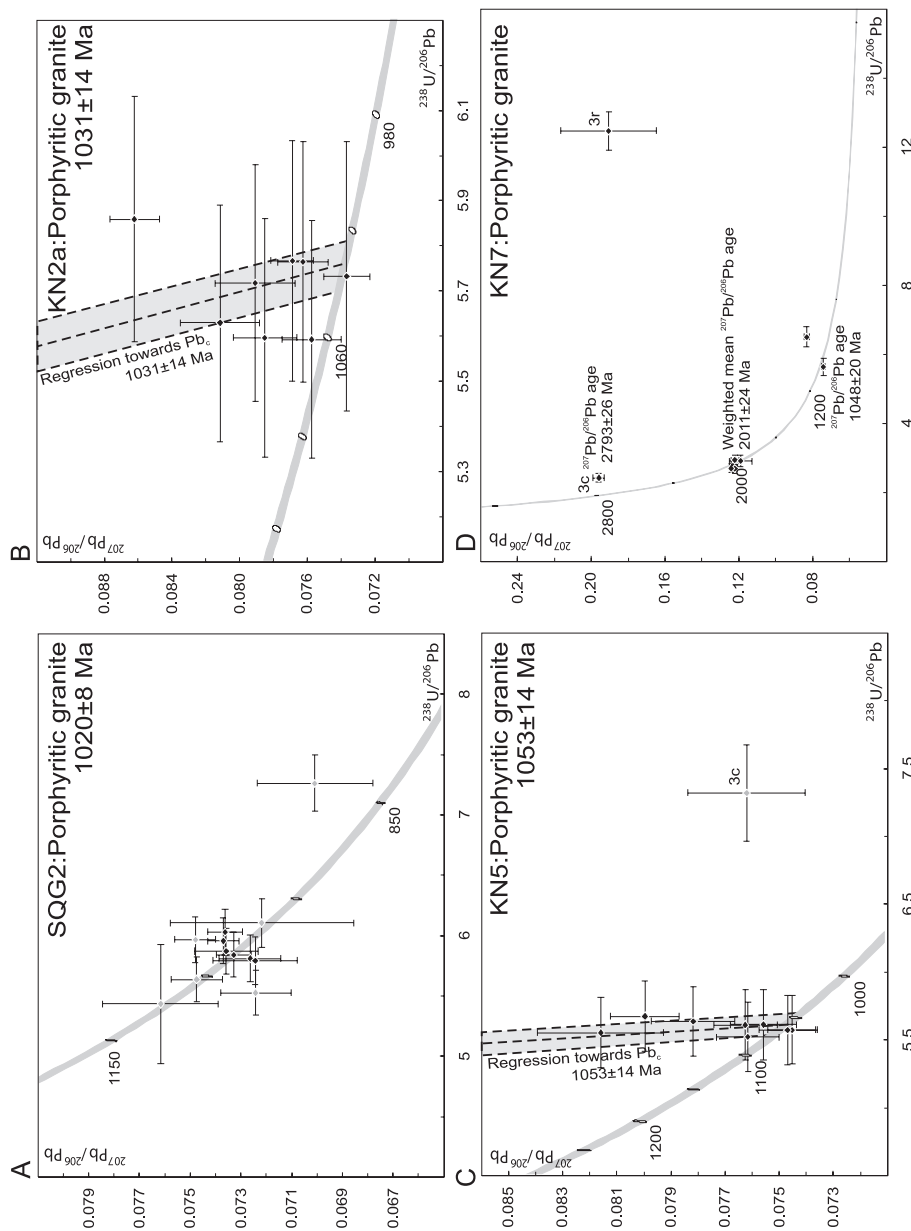 A
SQG2:Porphyritic granite
1020±8 Ma
207Pb/206Pb
0.079
0.077
0.075
0.073
0.071
0.069
0.067
1150
850
238U/206Pb
5
6
7
8
B
KN2a:Porphyritic granite
1031±14 Ma
207Pb/206Pb
0.088
0.084
0.080
0.076
0.072
Regression towards Pbc
1031±14 Ma
1060
980
238U/206Pb
5.3
5.5
5.7
5.9
6.1
C
KN5:Porphyritic granite
1053±14 Ma
207Pb/206Pb
0.085
0.083
0.081
0.079
0.077
0.075
0.073
Regression towards Pbc
1053±14 Ma
3c
1200
1100
1000
238U/206Pb
5.5
6.5
7.5
D
KN7:Porphyritic granite
207Pb/206Pb
0.24
0.20
0.16
0.12
0.08
3c 207Pb/206Pb age
2793±26 Ma
3r
2800
Weighted mean 207Pb/206Pb age
2011±24 Ma
2000
1200
207Pb/206Pb age
1048±20 Ma
238U/206Pb
4
8
12